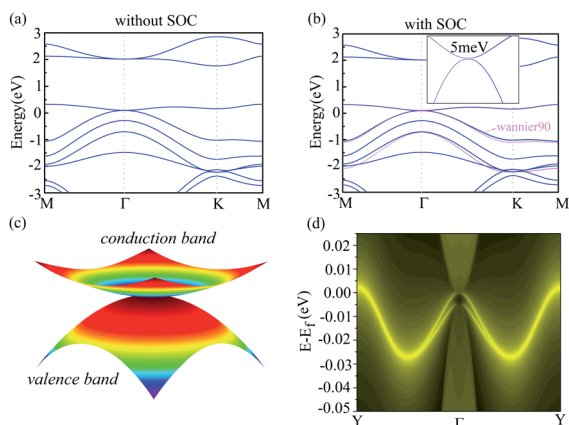 (a) without SOC
(b) with SOC
3
2
1
0
-1
-2
-3
Energy(eV)
M Γ K M
3
2
1
0
-1
-2
-3
Energy(eV)
5meV
wannier90
M Γ K M
(c)
conduction band
valence band
(d)
0.02
0.01
0.00
-0.01
-0.02
-0.03
-0.04
-0.05
E-Ef (eV)
Y Γ Y